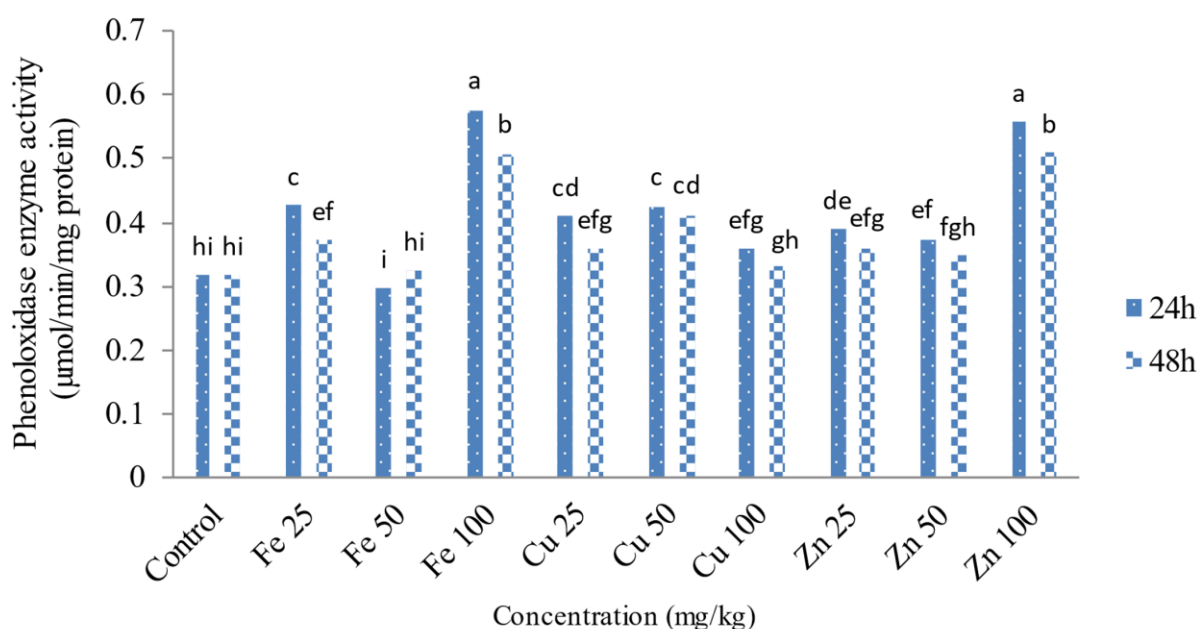 Phenoloxidase enzyme activity
(μmol/min/mg protein)
0.7
0.6
0.5
0.4
0.3
0.2
0.1
0
hi hi
c ef
i hi
a b
cd efg
c cd
efg gh
de efg
ef fgh
a b
24h
48h
Control
Fe 25
Fe 50
Fe 100
Cu 25
Cu 50
Cu 100
Zn 25
Zn 50
Zn 100
Concentration (mg/kg)